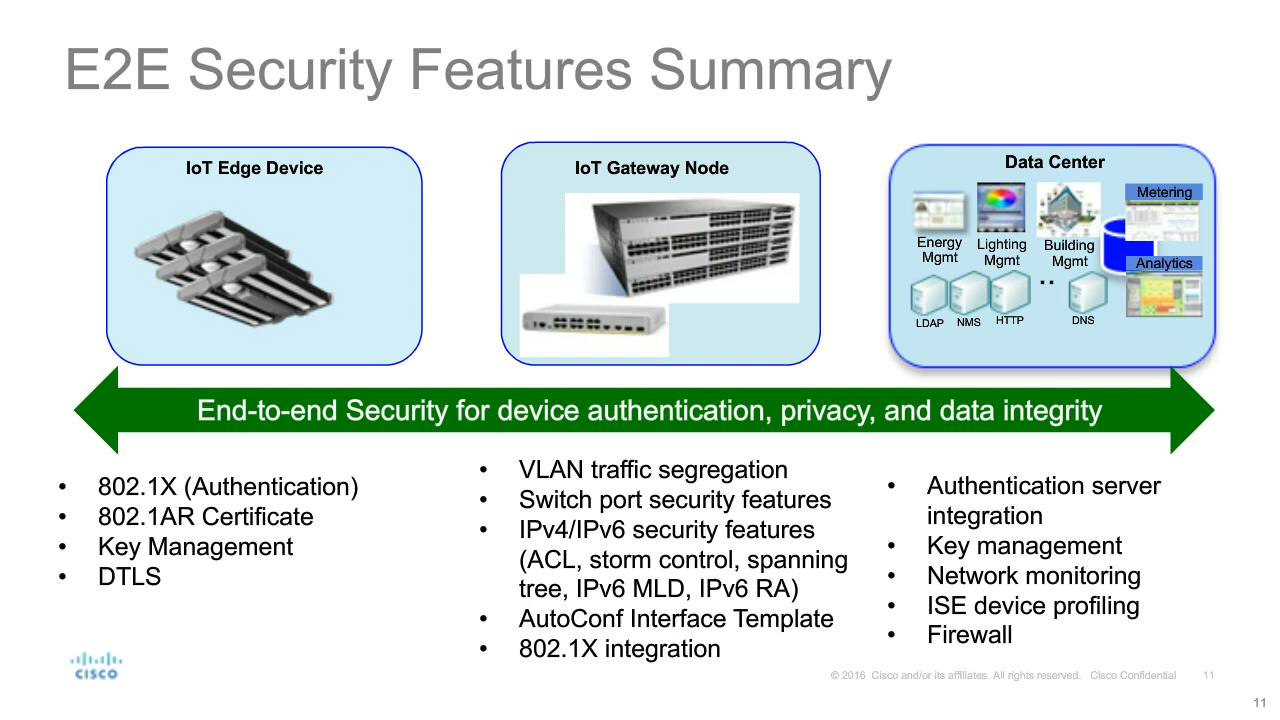 E2E Security Features Summary
IoT Edge Device
IoT Gateway Node
Data Center
Metering
Energy
Mgmt
Lighting
Mgmt
Building
Mgmt
Analytics
..
LDAP
NMS
HTTP
DNS
End-to-end Security for device authentication, privacy, and data integrity
• 802.1X (Authentication)
• 802.1AR Certificate
• Key Management
• DTLS
• VLAN traffic segregation
• Switch port security features
• IPv4/IPv6 security features
(ACL, storm control, spanning
tree, IPv6 MLD, IPv6 RA)
• AutoConf Interface Template
• 802.1X integration
• Authentication server
integration
• Key management
• Network monitoring
• ISE device profiling
• Firewall
CISCO
© 2016 Cisco and/or its affiliates. All rights reserved. Cisco Confidential
11
11